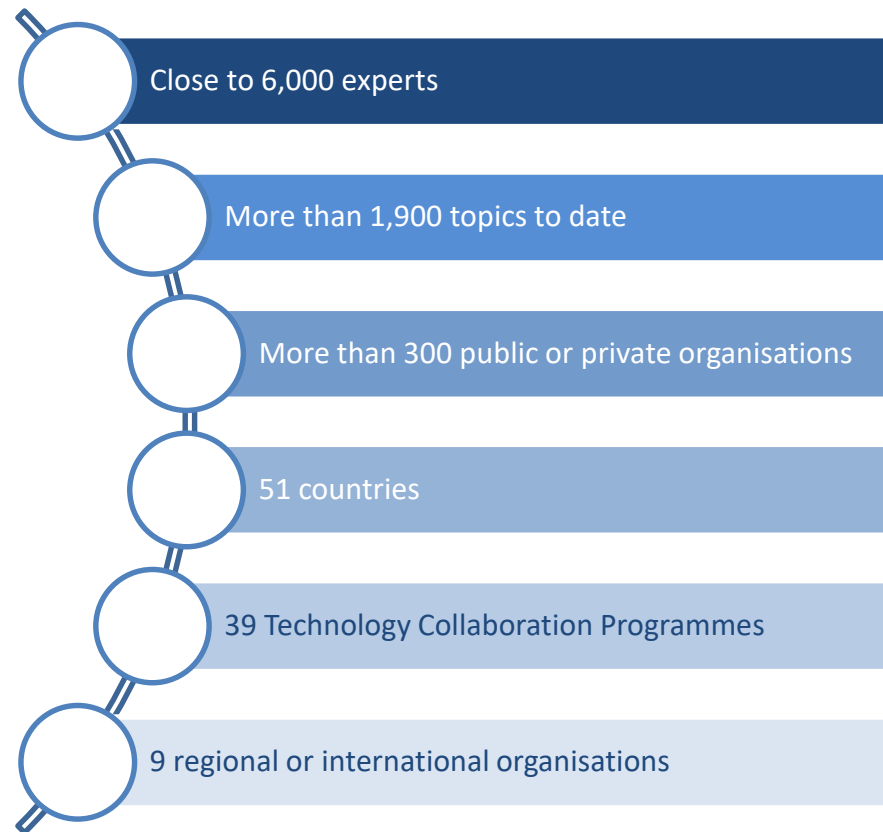 Close to 6,000 experts
More than 1,900 topics to date
More than 300 public or private organisations
51 countries
39 Technology Collaboration Programmes
9 regional or international organisations